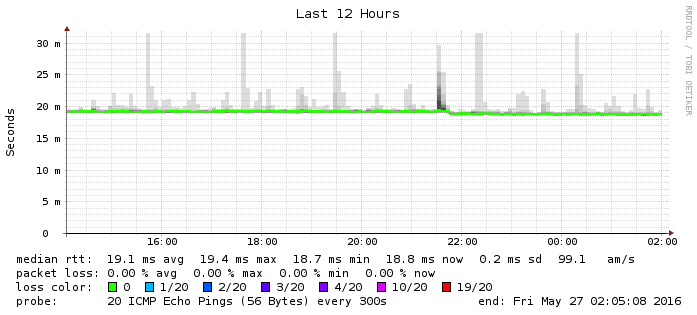 Last 12 Hours
RRDTOOL / TOBI OETIKER
Seconds
30 m
25 m
20 m
15 m
10 m
5 m
0
16:00 18:00 20:00 22:00 00:00 02:00
median rtt: 19.1 ms avg 19.4 ms max 18.7 ms min 18.8 ms now 0.2 ms sd 99.1 am/s
packet loss: 0.00 % avg 0.00 % max 0.00 % min 0.00 % now
loss color: 0 1/20 2/20 3/20 4/20 10/20 19/20
probe: 20 ICMP Echo Pings (56 Bytes) every 300s end: Fri May 27 02:05:08 2016